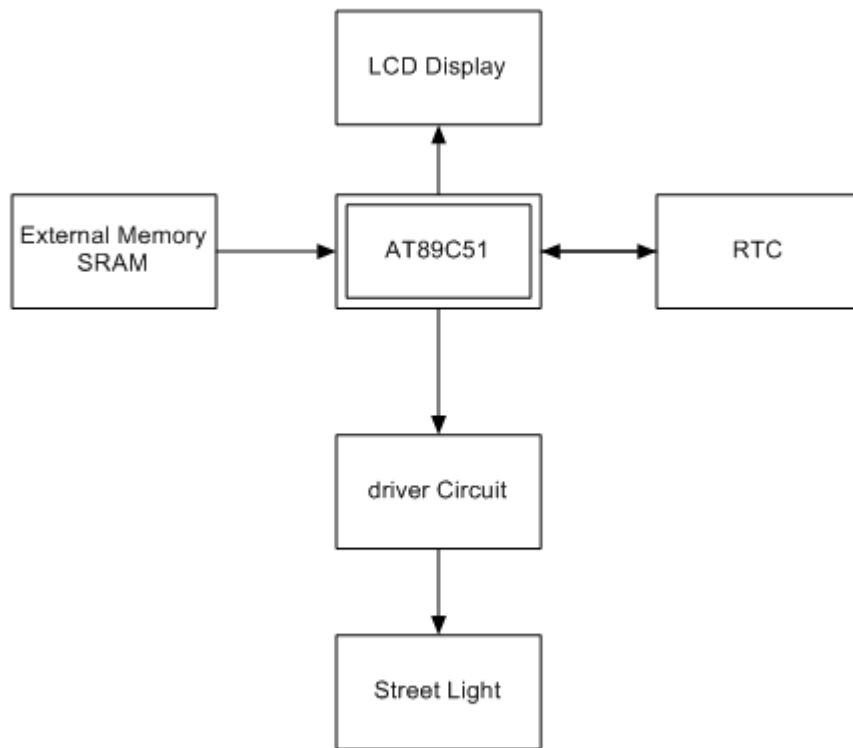 LCD Display
External Memory
SRAM
AT89C51
RTC
driver Circuit
Street Light